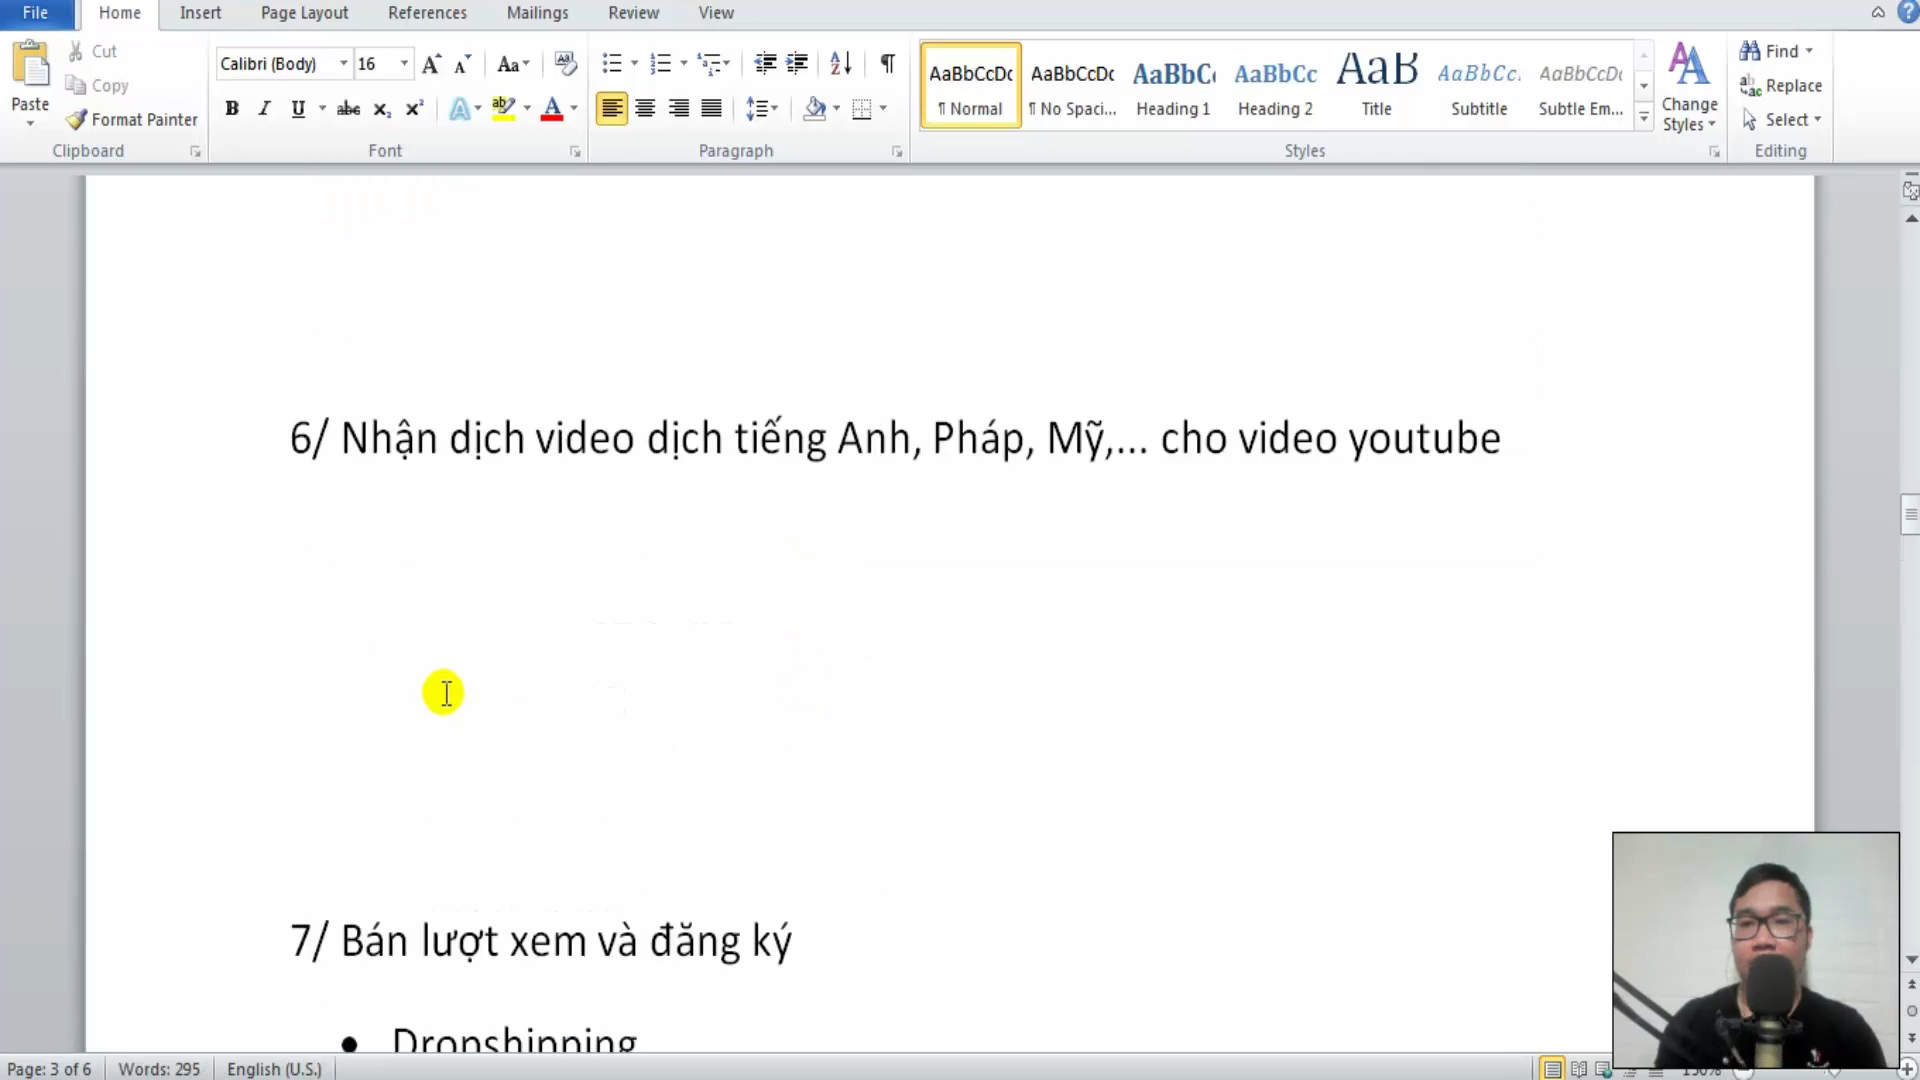 File Home Insert Page Layout References Mailings Review View
Paste
Cut
Copy
Format Painter
Clipboard
Calibri (Body) 16
Font
Paragraph
AaBbCcDc AaBbCcDc AaBbC AaBbCc AaB AaBbCc. AaBbCcDc
¶ Normal ¶ No Spaci... Heading 1 Heading 2 Title Subtitle Subtle Em...
Change
Styles
Styles
Find
Replace
Select
Editing
6/ Nhận dịch video dịch tiếng Anh, Pháp, Mỹ,... cho video youtube
7/ Bán lượt xem và đăng ký
• Dropshipping
Page: 3 of 6 Words: 295 English (U.S.) 150%